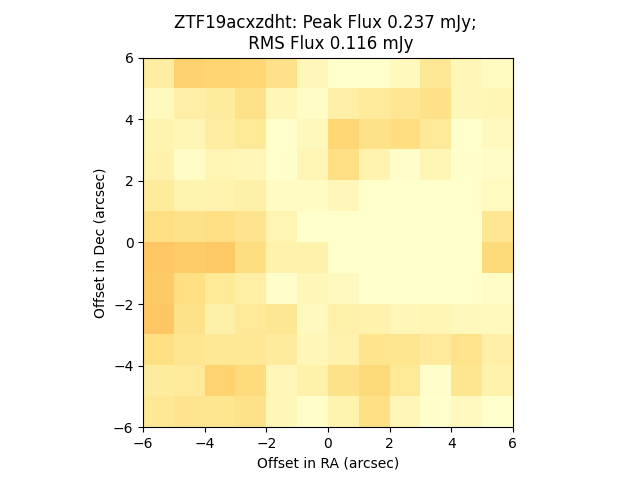 ZTF19acxzdht: Peak Flux 0.237 mJy;
RMS Flux 0.116 mJy
6
4
2
0
−2
−4
−6
Offset in Dec (arcsec)
−6 −4 −2 0 2 4 6
Offset in RA (arcsec)